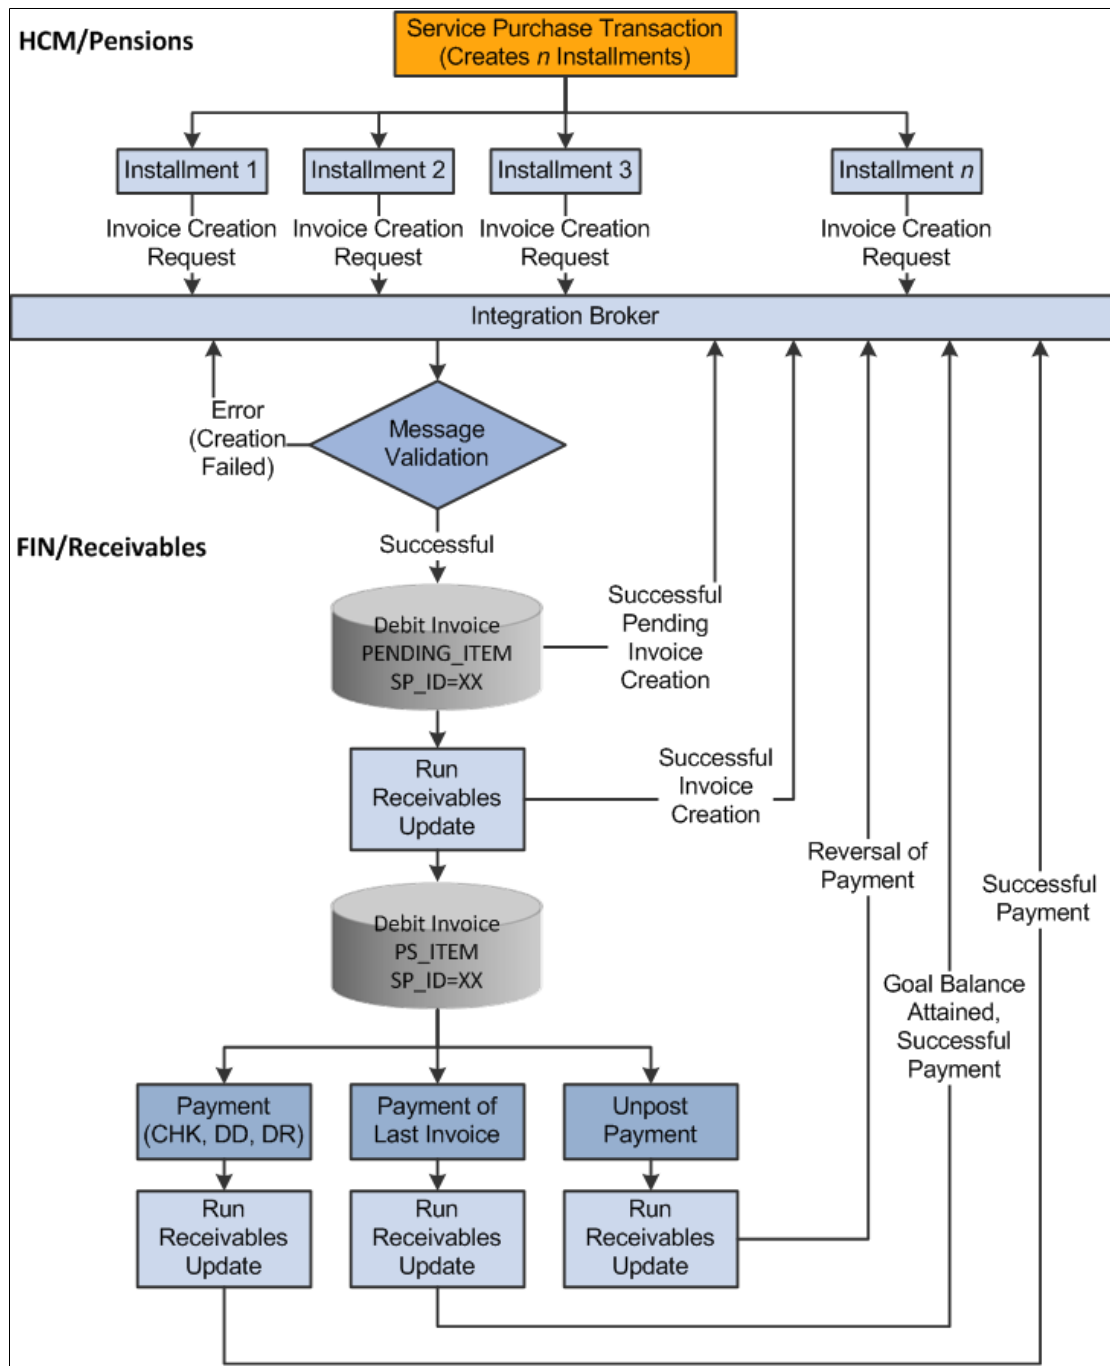 HCM/Pensions
Service Purchase Transaction
(Creates n Installments)
Installment 1
Installment 2
Installment 3
Installment n
Invoice Creation
Request
Invoice Creation
Request
Invoice Creation
Request
Invoice Creation
Request
Integration Broker
Error
(Creation
Failed)
Message
Validation
FIN/Receivables
Successful
Debit Invoice
PENDING_ITEM
SP_ID=XX
Successful
Pending
Invoice
Creation
Run
Receivables
Update
Successful
Invoice
Creation
Reversal of
Payment
Successful
Payment
Debit Invoice
PS_ITEM
SP_ID=XX
Goal Balance
Attained,
Successful
Payment
Payment
(CHK, DD, DR)
Payment of
Last Invoice
Unpost
Payment
Run
Receivables
Update
Run
Receivables
Update
Run
Receivables
Update